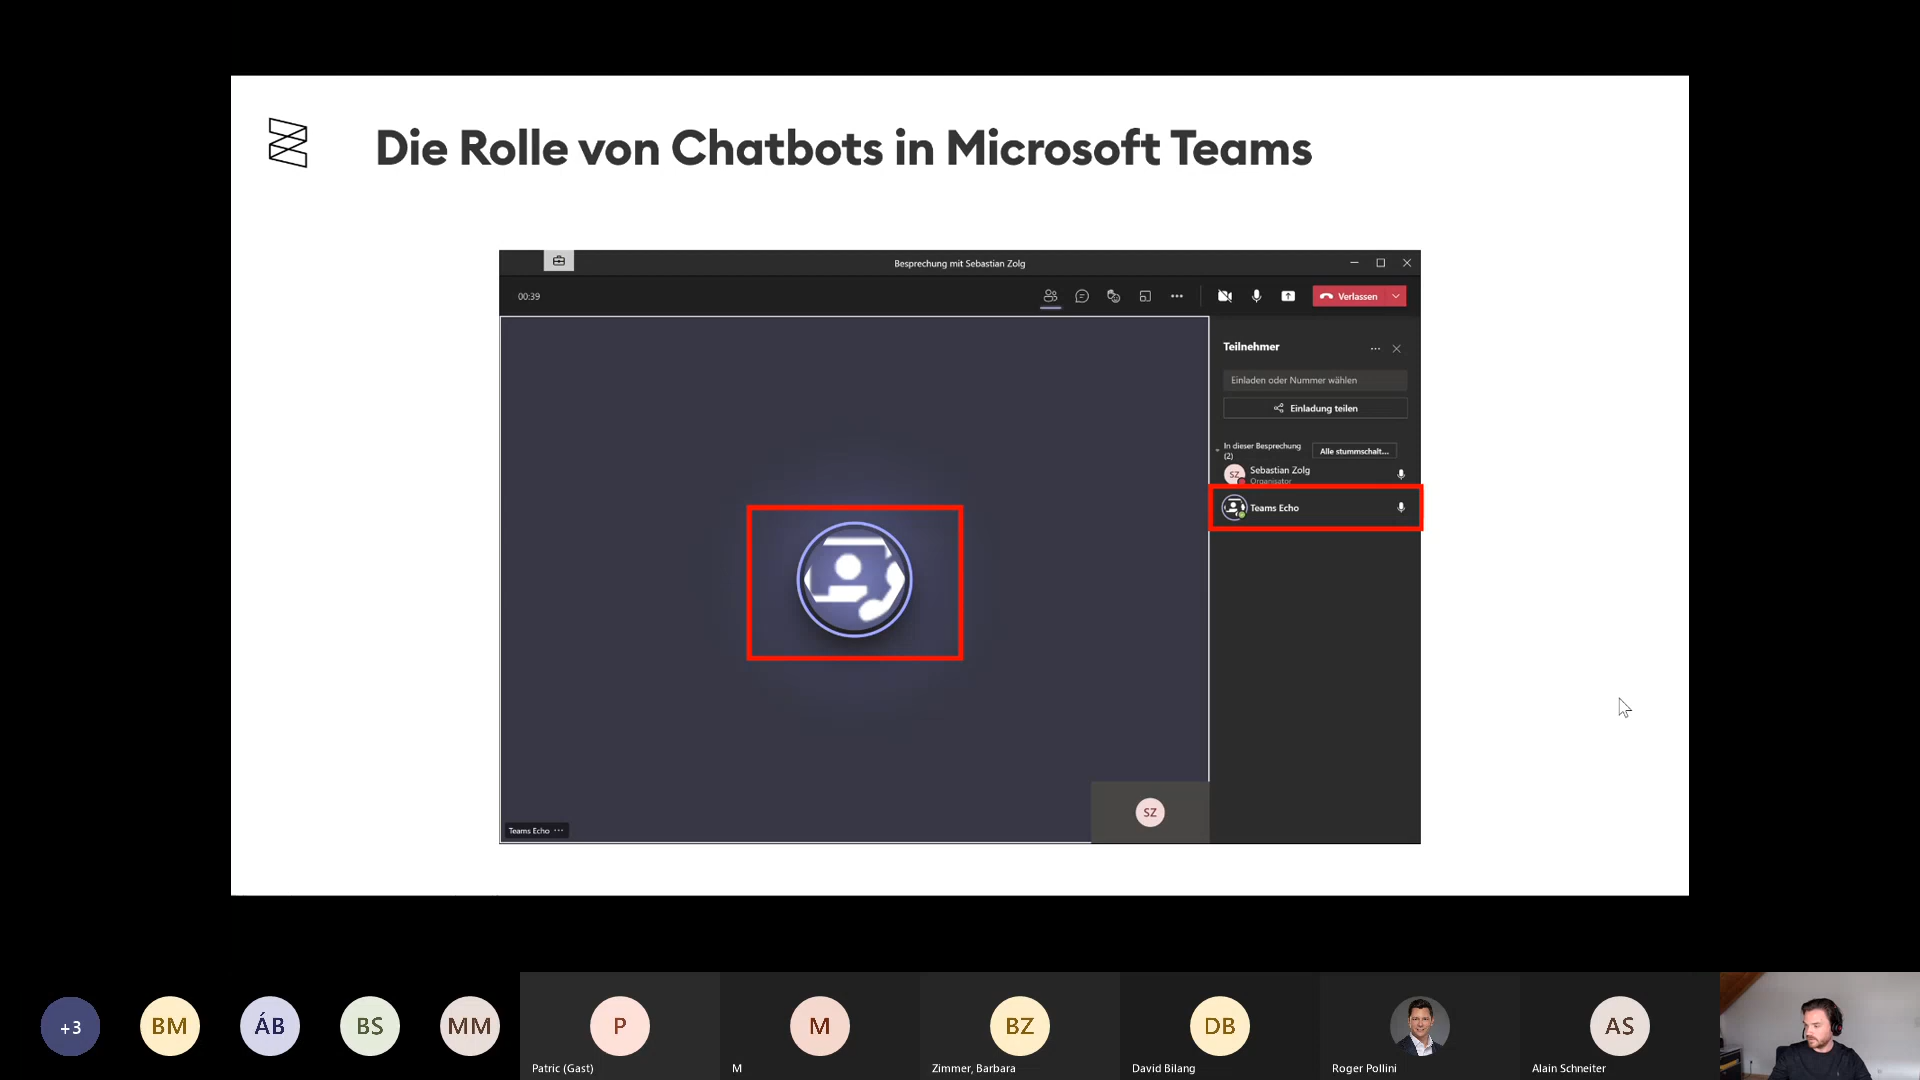 Die Rolle von Chatbots in Microsoft Teams
Besprechung mit Sebastian Zolg
00:39
Verlassen
Teilnehmer
Einladen oder Nummer wählen
Einladung teilen
In dieser Besprechung
(2)
Alle stummschalt...
SZ
Sebastian Zolg
Organisator
Teams Echo
SZ
Teams Echo
+3
BM
ÁB
BS
MM
P
M
BZ
DB
AS
Patric (Gast)
M
Zimmer, Barbara
David Bilang
Roger Pollini
Alain Schneiter